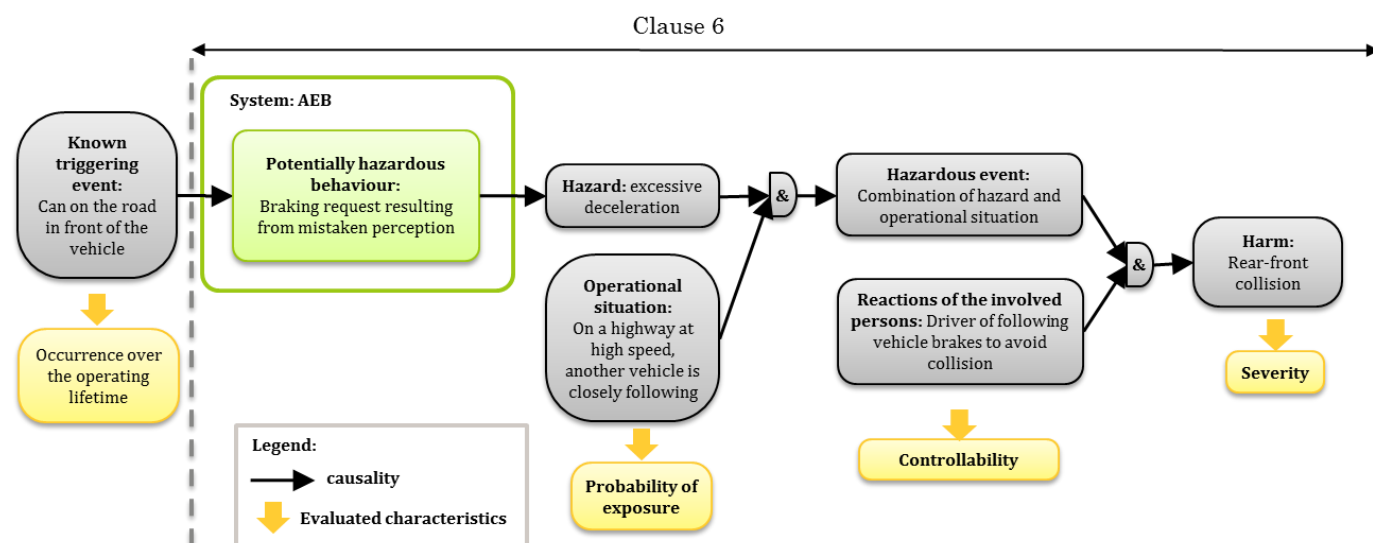 Clause 6
System: AEB
Known
triggering
event:
Can on the road
in front of the
vehicle
Potentially hazardous
behaviour:
Braking request resulting
from mistaken perception
Hazard: excessive
deceleration
&
Hazardous event:
Combination of hazard and
operational situation
&
Harm:
Rear-front
collision
Operational
situation:
On a highway at
high speed,
another vehicle is
closely following
Reactions of the involved
persons: Driver of following
vehicle brakes to avoid
collision
Occurrence over
the operating
lifetime
Severity
Controllability
Probability of
exposure
Legend:
causality
Evaluated characteristics